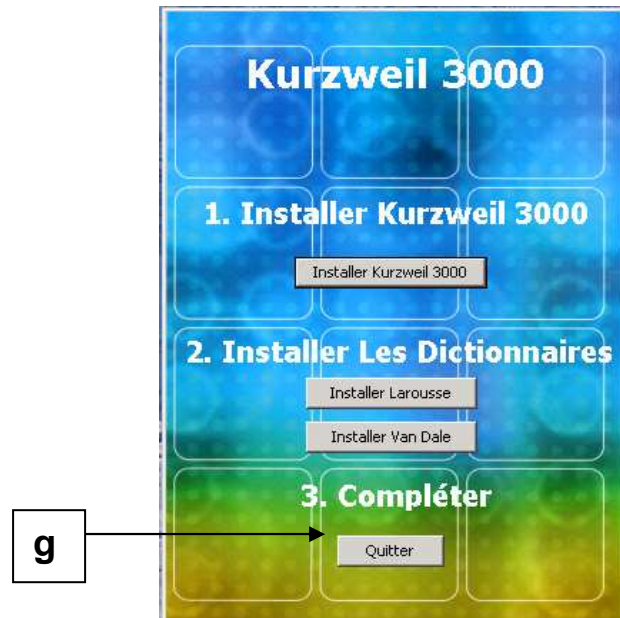 Kurzweil 3000
1. Installer Kurzweil 3000
Installer Kurzweil 3000
2. Installer Les Dictionnaires
Installer Larousse
Installer Van Dale
3. Compléter
g
Quitter